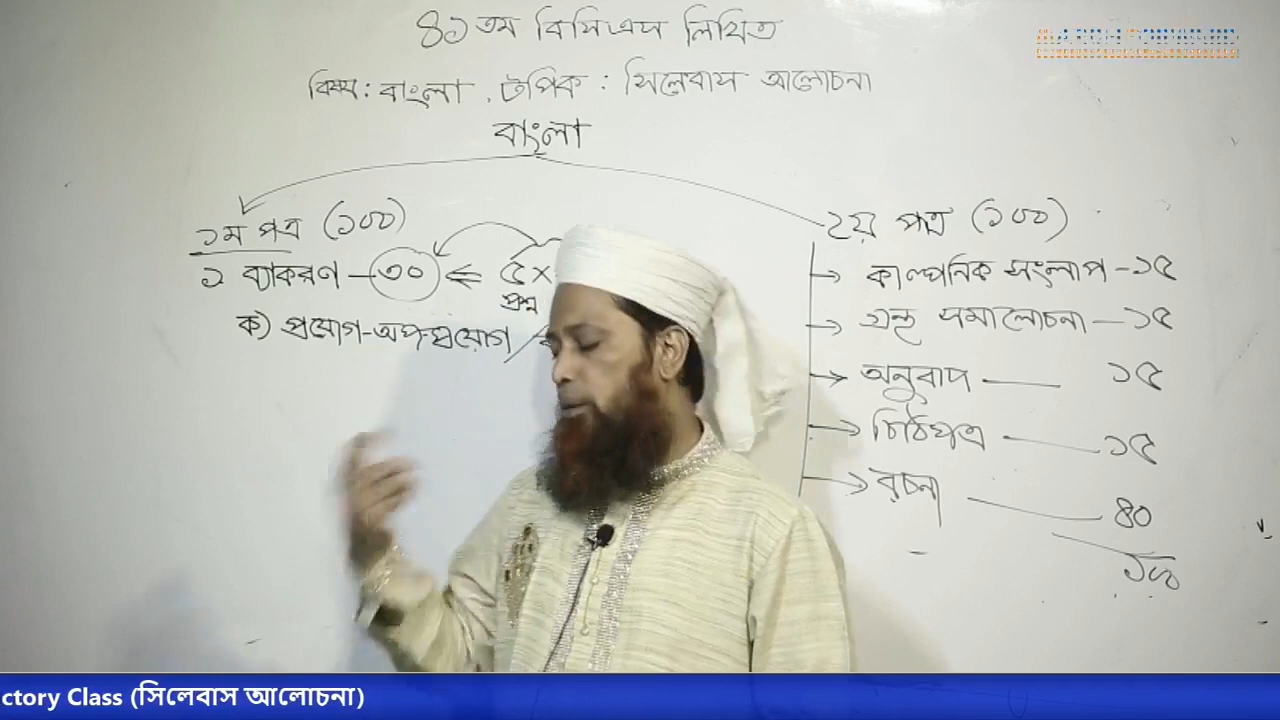 ৪১তম বিসিএস লিখিত
বিষয়: বাংলা, টপিক: সিলেবাস আলোচনা
বাংলা
১ম পত্র (১০০)
১ ব্যাকরণ – ৩০ ⇐ ৫×
প্রশ্ন
ক) প্রয়োগ-অপপ্রয়োগ /
২য় পত্র (১০০)
→ কাল্পনিক সংলাপ – ১৫
→ গ্রন্থ সমালোচনা – ১৫
→ অনুবাদ – ১৫
→ চিঠিপত্র – ১৫
→ রচনা – ৪০
১০০
ctory Class (সিলেবাস আলোচনা)